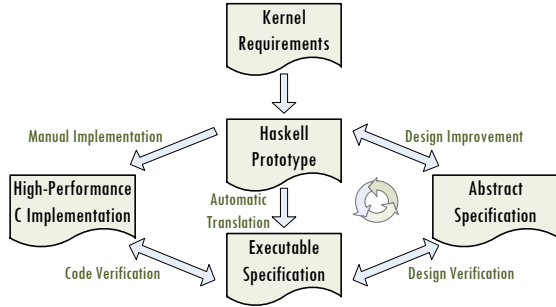 Kernel
Requirements
Manual Implementation
Haskell
Prototype
Design Improvement
High-Performance
C Implementation
Automatic
Translation
Abstract
Specification
Code Verification
Executable
Specification
Design Verification